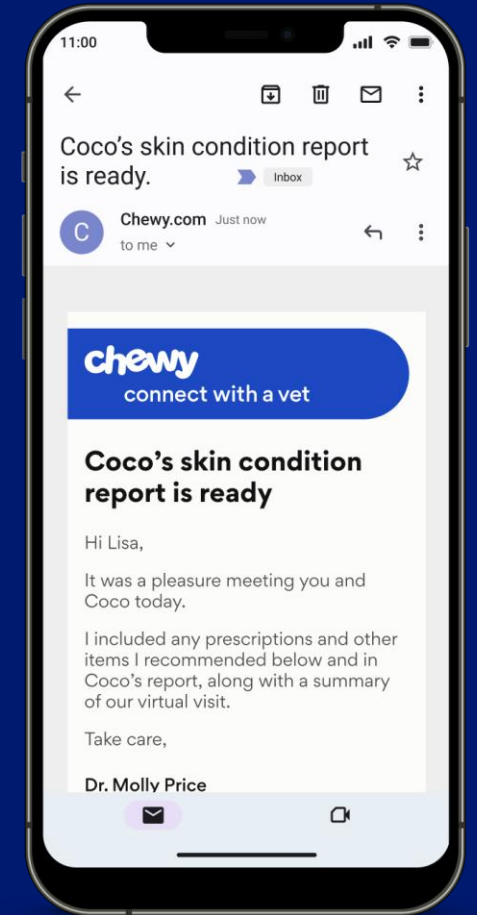 11:00
Coco’s skin condition report
is ready.
Inbox
C
Chewy.com Just now
to me
chewy
connect with a vet
Coco’s skin condition
report is ready
Hi Lisa,
It was a pleasure meeting you and
Coco today.
I included any prescriptions and other
items I recommended below and in
Coco’s report, along with a summary
of our virtual visit.
Take care,
Dr. Molly Price